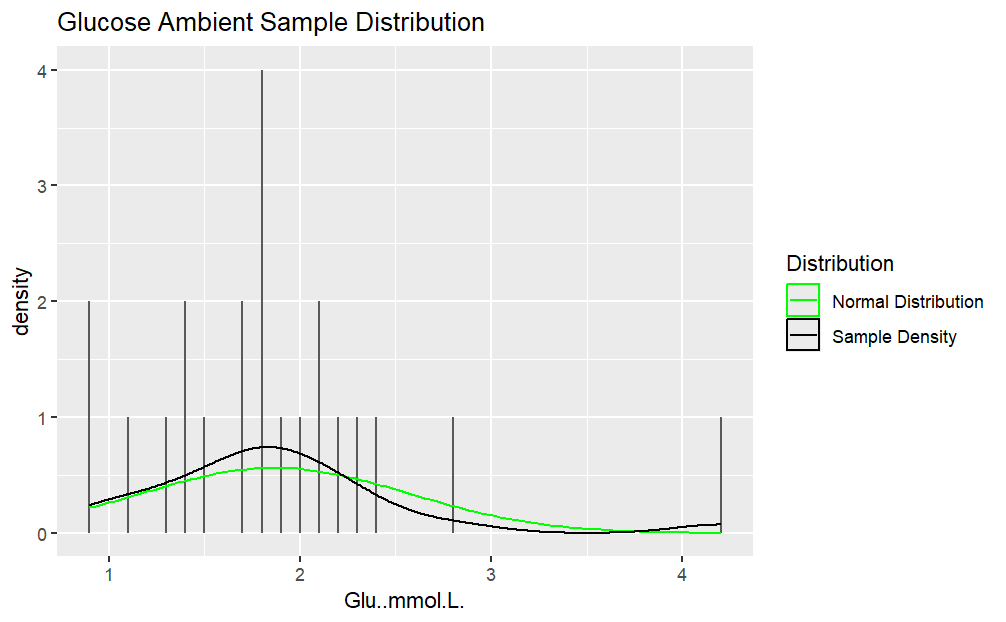 Glucose Ambient Sample Distribution
density
4
3
2
1
0
1 2 3 4
Glu..mmol.L.
Distribution
Normal Distribution
Sample Density